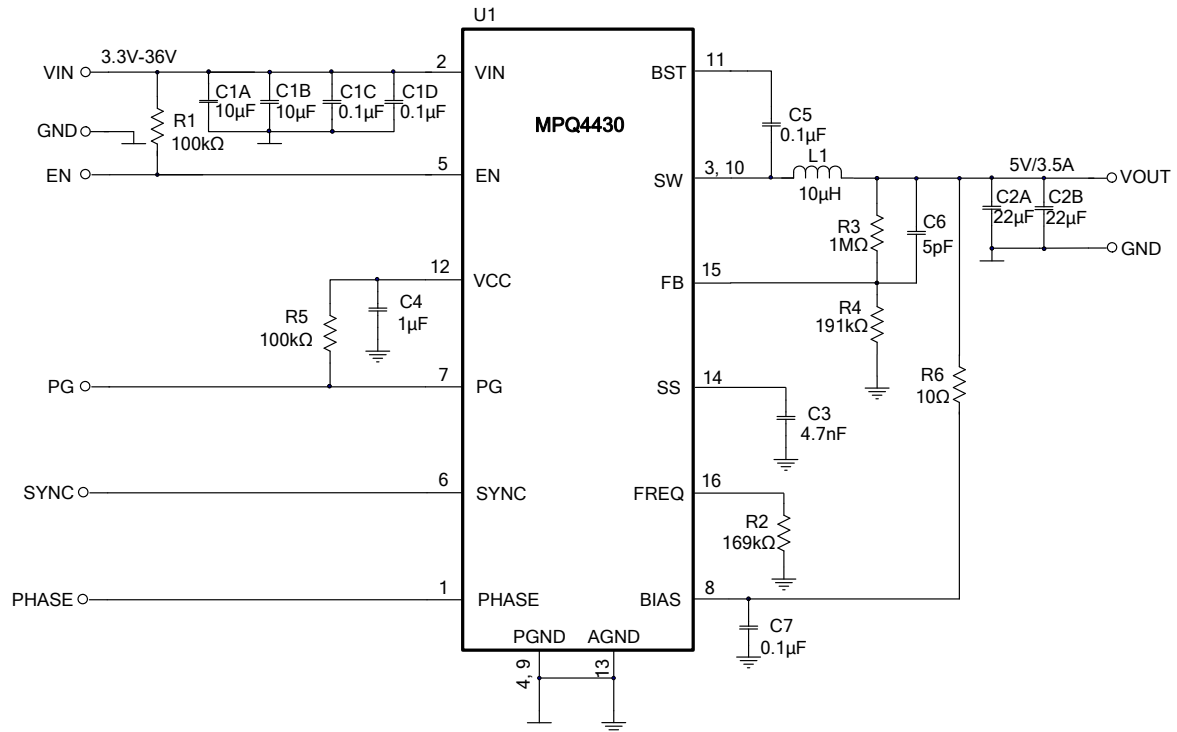 U1
3.3V-36V
VIN
2
VIN
C1A
10µF
C1B
10µF
C1C
0.1µF
C1D
0.1µF
GND
R1
100kΩ
EN
5
EN
12
VCC
C4
1µF
R5
100kΩ
PG
7
PG
SYNC
6
SYNC
PHASE
1
PHASE
MPQ4430
PGND
AGND
4, 9
13
BST
11
C5
0.1µF
SW
3, 10
L1
10µH
5V/3.5A
VOUT
C2A
22µF
C2B
22µF
GND
R3
1MΩ
C6
5pF
FB
15
R4
191kΩ
SS
14
C3
4.7nF
R6
10Ω
FREQ
16
R2
169kΩ
BIAS
8
C7
0.1µF